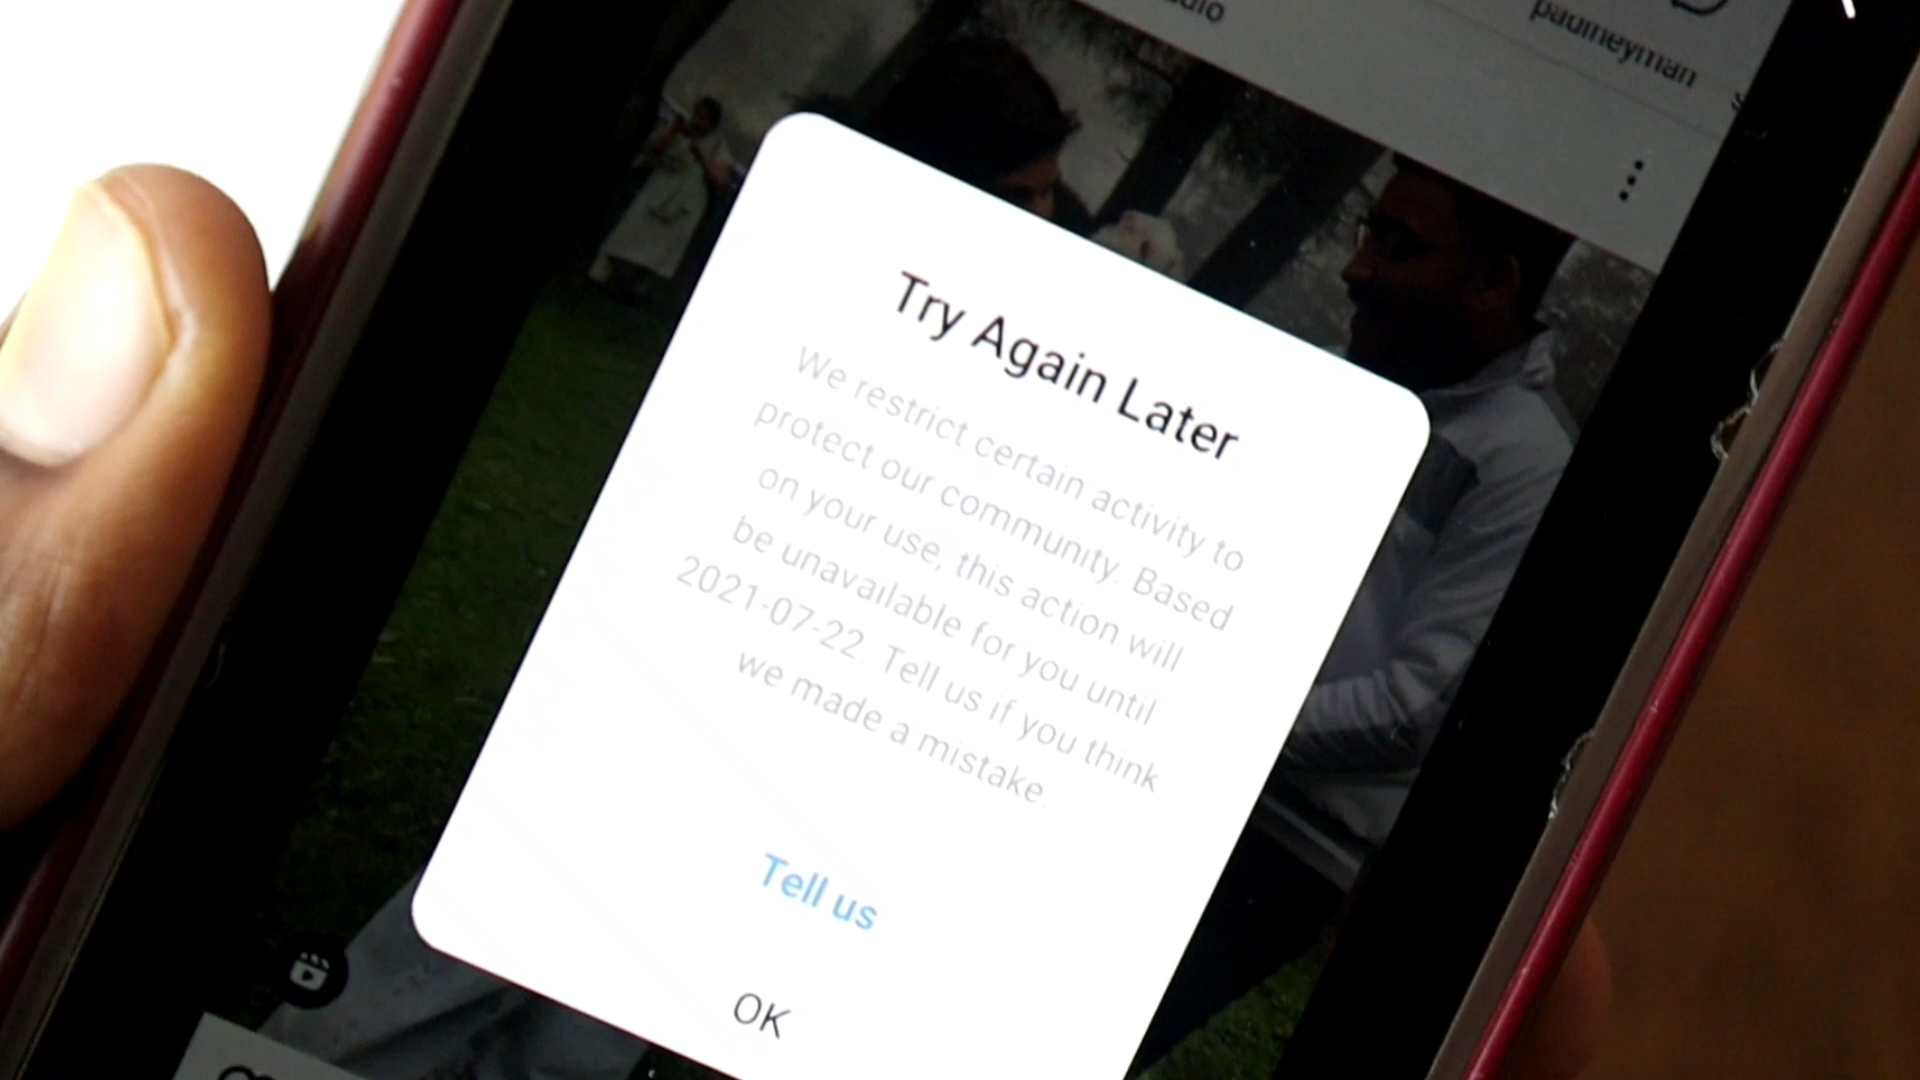 paulneyman
Try Again Later
We restrict certain activity to
protect our community. Based
on your use, this action will
be unavailable for you until
2021-07-22. Tell us if you think
we made a mistake.
Tell us
OK